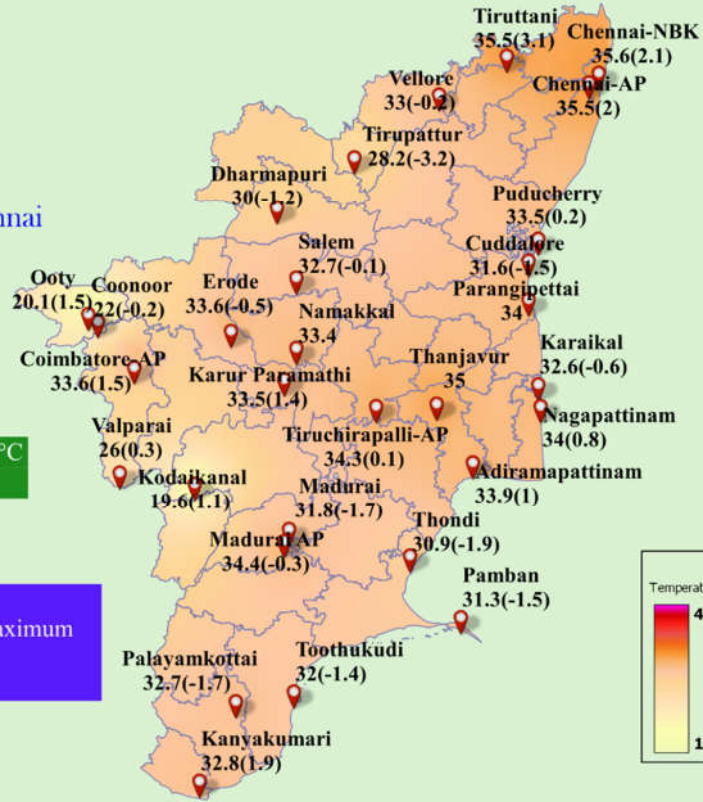 Tiruttani
35.5(3.1)
Chennai-NBK
35.6(2.1)
Chennai-AP
35.5(2)
Vellore
33(-0.2)
Tirupattur
28.2(-3.2)
Dharmapuri
30(-1.2)
Puducherry
33.5(0.2)
nnai
Salem
32.7(-0.1)
Cuddalore
31.6(-1.5)
Ooty
20.1(1.5)
Coonoor
22(-0.2)
Erode
33.6(-0.5)
Parangipettai
34
Namakkal
33.4
Karaikal
32.6(-0.6)
Coimbatore-AP
33.6(1.5)
Karur Paramathi
33.5(1.4)
Thanjavur
35
Nagapattinam
34(0.8)
Valparai
26(0.3)
Tiruchirapalli-AP
34.3(0.1)
°C
Kodaikanal
19.6(1.1)
Adiramapattinam
33.9(1)
Madurai
31.8(-1.7)
Madurai AP
34.4(-0.3)
Thondi
30.9(-1.9)
Pamban
31.3(-1.5)
Temperat
4
1
aximum
Palayamkottai
32.7(-1.7)
Toothukudi
32(-1.4)
Kanyakumari
32.8(1.9)